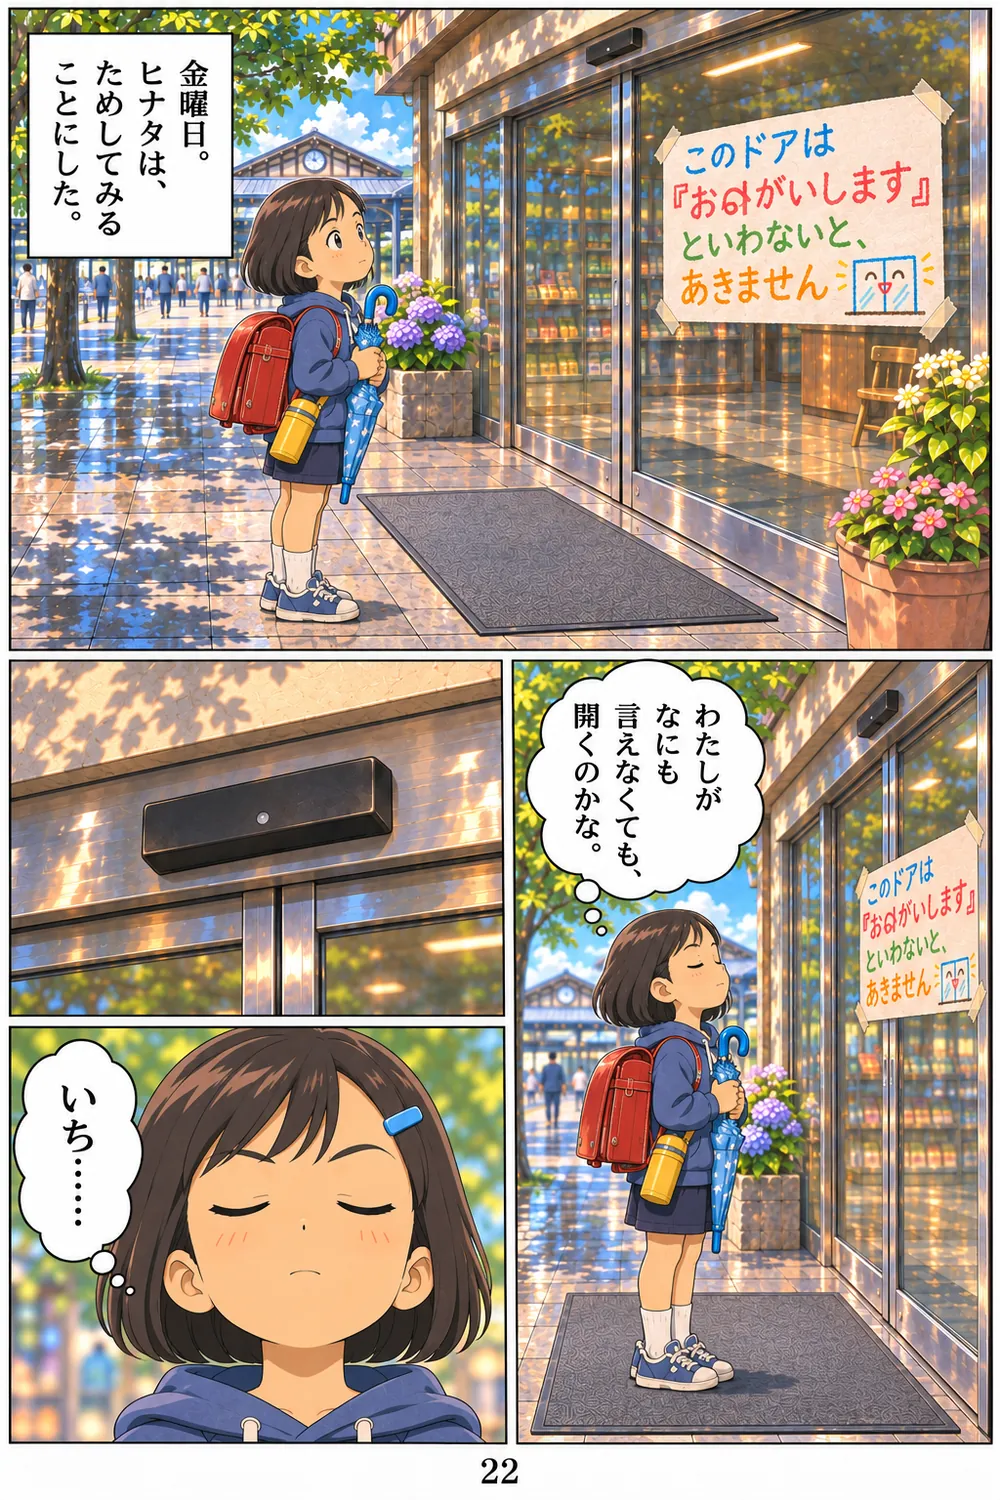 金曜日。
ヒナタは、
ためしてみる
ことにした。
このドアは
『おねがいします』
といわないと、
あきません
わたしが
なにも
言えなくても、
開くのかな。
このドアは
『おねがいします』
といわないと、
あきません
いち……
22